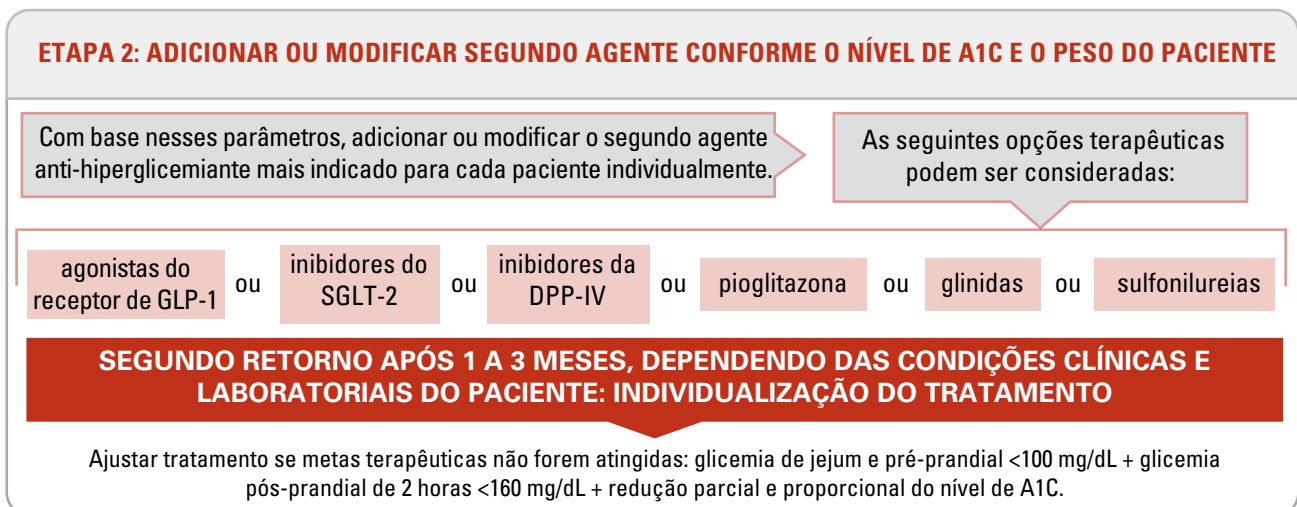 ETAPA 2: ADICIONAR OU MODIFICAR SEGUNDO AGENTE CONFORME O NÍVEL DE A1C E O PESO DO PACIENTE
Com base nesses parâmetros, adicionar ou modificar o segundo agente
anti-hiperglicemiante mais indicado para cada paciente individualmente.
As seguintes opções terapêuticas
podem ser consideradas:
agonistas do
receptor de GLP-1
ou
inibidores do
SGLT-2
ou
inibidores da
DPP-IV
ou
pioglitazona
ou
glinidas
ou
sulfonilureias
SEGUNDO RETORNO APÓS 1 A 3 MESES, DEPENDENDO DAS CONDIÇÕES CLÍNICAS E
LABORATORIAIS DO PACIENTE: INDIVIDUALIZAÇÃO DO TRATAMENTO
Ajustar tratamento se metas terapêuticas não forem atingidas: glicemia de jejum e pré-prandial <100 mg/dL + glicemia
pós-prandial de 2 horas <160 mg/dL + redução parcial e proporcional do nível de A1C.